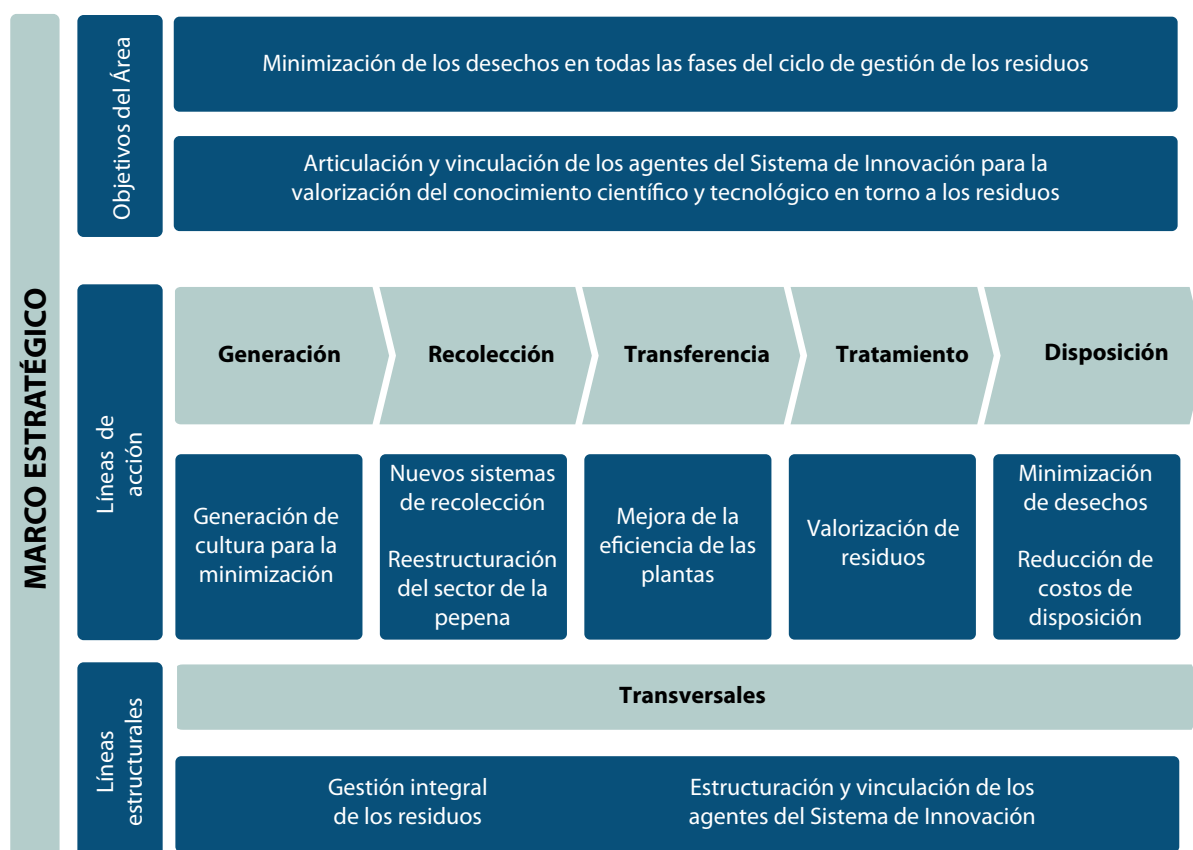 MARCO ESTRATÉGICO
Objetivos del Área
Minimización de los desechos en todas las fases del ciclo de gestión de los residuos
Articulación y vinculación de los agentes del Sistema de Innovación para la
valorización del conocimiento científico y tecnológico en torno a los residuos
Líneas de
acción
Generación
Recolección
Transferencia
Tratamiento
Disposición
Generación de
cultura para la
minimización
Nuevos sistemas
de recolección
Reestructuración
del sector de la
pepena
Mejora de la
eficiencia de las
plantas
Valorización de
residuos
Minimización
de desechos
Reducción de
costos de
disposición
Líneas
estructurales
Transversales
Gestión integral
de los residuos
Estructuración y vinculación de los
agentes del Sistema de Innovación